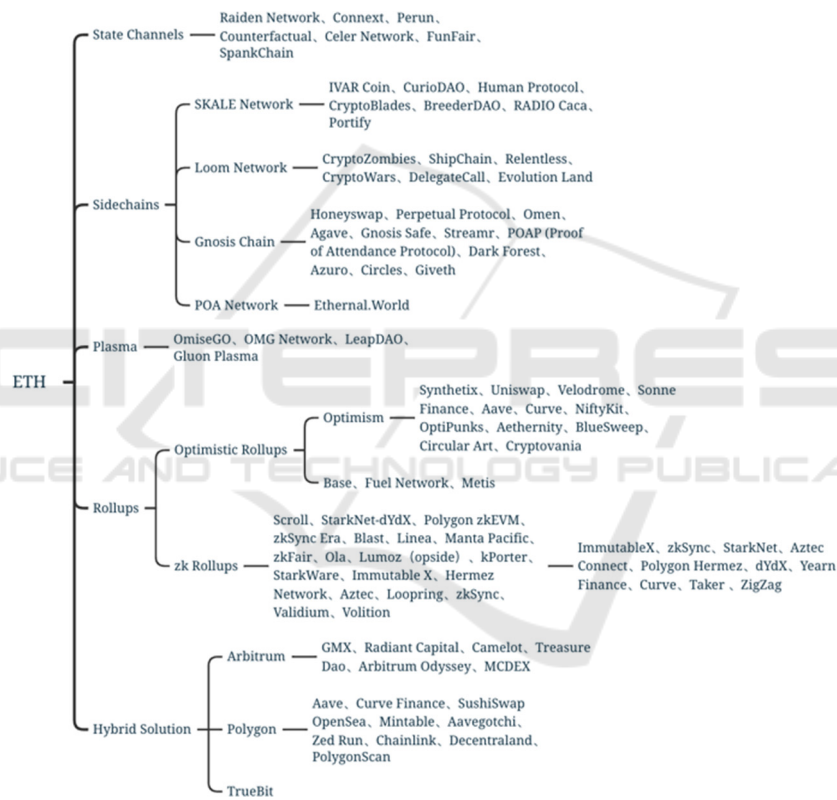 State Channels
Raiden Network、Connext、Perun、
Counterfactual、Celer Network、FunFair、
SpankChain
SKALE Network
IVAR Coin、CurioDAO、Human Protocol、
CryptoBlades、BreederDAO、RADIO Caca、
Portify
Loom Network
CryptoZombies、ShipChain、Relentless、
CryptoWars、DelegateCall、Evolution Land
Sidechains
Gnosis Chain
Honeyswap、Perpetual Protocol、Omen、
Agave、Gnosis Safe、Streamr、POAP (Proof
of Attendance Protocol)、Dark Forest、
Azuro、Circles、Giveth
POA Network
Ethernal.World
Plasma
OmiseGO、OMG Network、LeapDAO、
Gluon Plasma
ETH
Optimistic Rollups
Optimism
Synthetix、Uniswap、Velodrome、Sonne
Finance、Aave、Curve、NiftyKit、
OptiPunks、Aethernity、BlueSweep、
Circular Art、Cryptovania
Base、Fuel Network、Metis
Rollups
zk Rollups
Scroll、StarkNet-dYdX、Polygon zkEVM、
zkSync Era、Blast、Linea、Manta Pacific、
zkFair、Ola、Lumoz（opside）、kPorter、
StarkWare、Immutable X、Hermez
Network、Aztec、Loopring、zkSync、
Validium、Volition
ImmutableX、zkSync、StarkNet、Aztec
Connect、Polygon Hermez、dYdX、Yearn
Finance、Curve、Taker 、ZigZag
Arbitrum
GMX、Radiant Capital、Camelot、Treasure
Dao、Arbitrum Odyssey、MCDEX
Hybrid Solution
Polygon
Aave、Curve Finance、SushiSwap
OpenSea、Mintable、Aavegotchi、
Zed Run、Chainlink、Decentraland、
PolygonScan
TrueBit
CITEPRES
UCE AND TECHNOLOGY PUBLICA